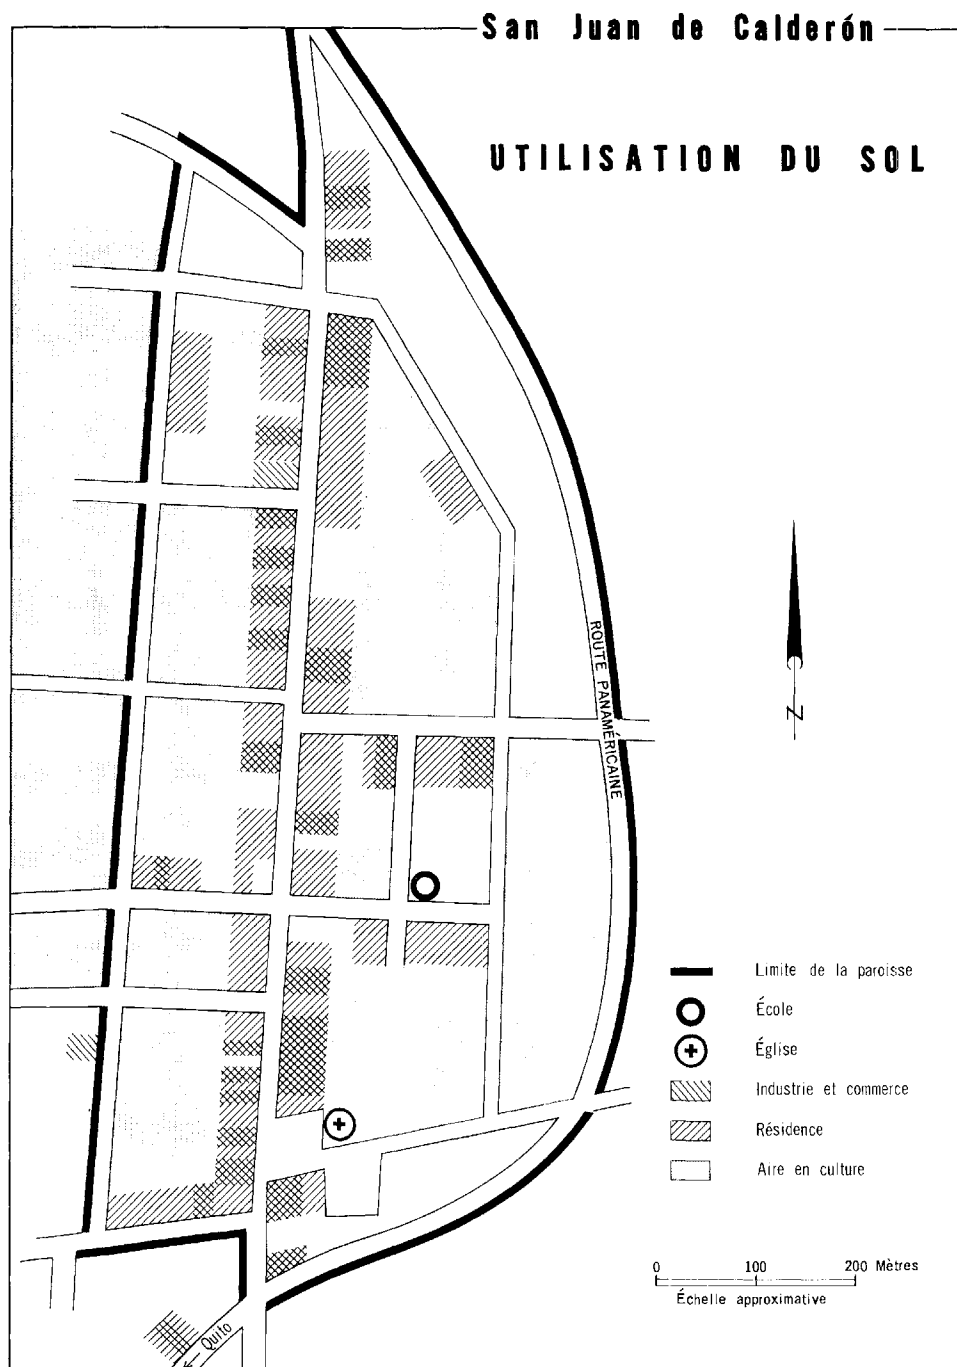 San Juan de Calderón
UTILISATION DU SOL
ROUTE PANAMÉRICAINE
N
Limite de la paroisse
École
Église
Industrie et commerce
Résidence
Aire en culture
0 100 200 Mètres
Échelle approximative
Quito